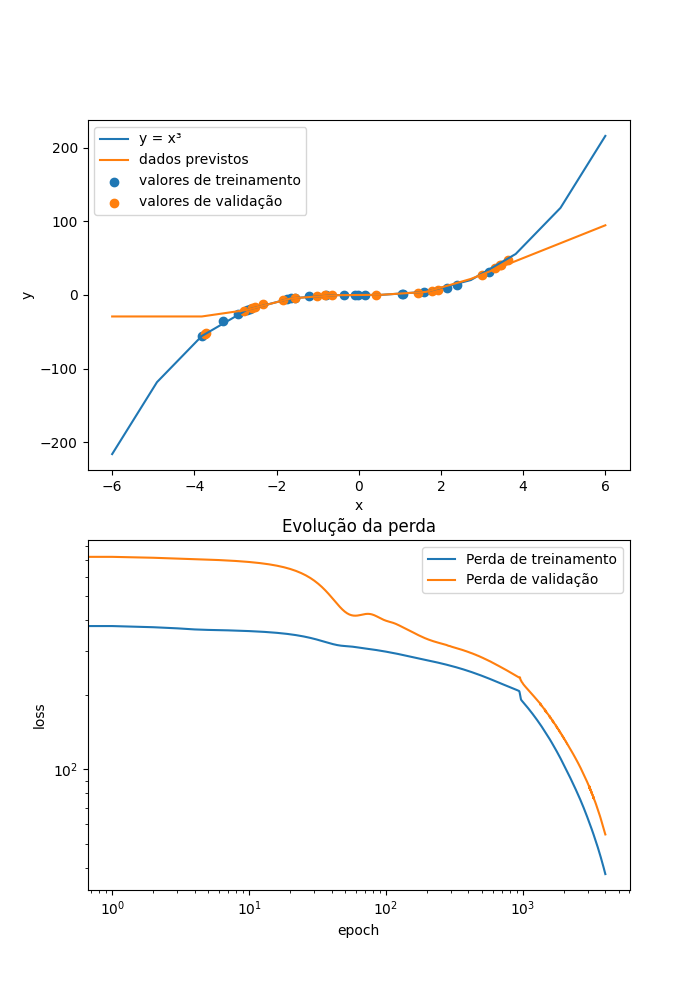 y = x³
dados previstos
valores de treinamento
valores de validação
200
100
0
−100
−200
y
−6 −4 −2 0 2 4 6
x
Evolução da perda
Perda de treinamento
Perda de validação
10²
loss
10⁰ 10¹ 10² 10³
epoch